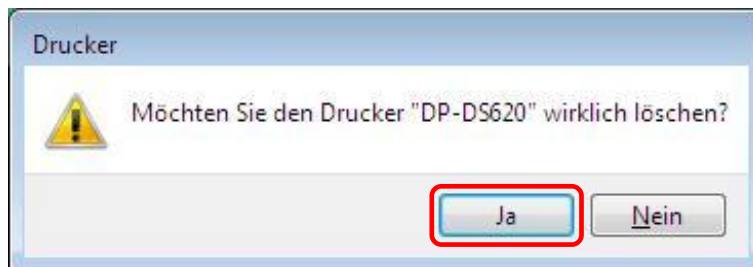 Drucker
Möchten Sie den Drucker "DP-DS620" wirklich löschen?
Ja
Nein